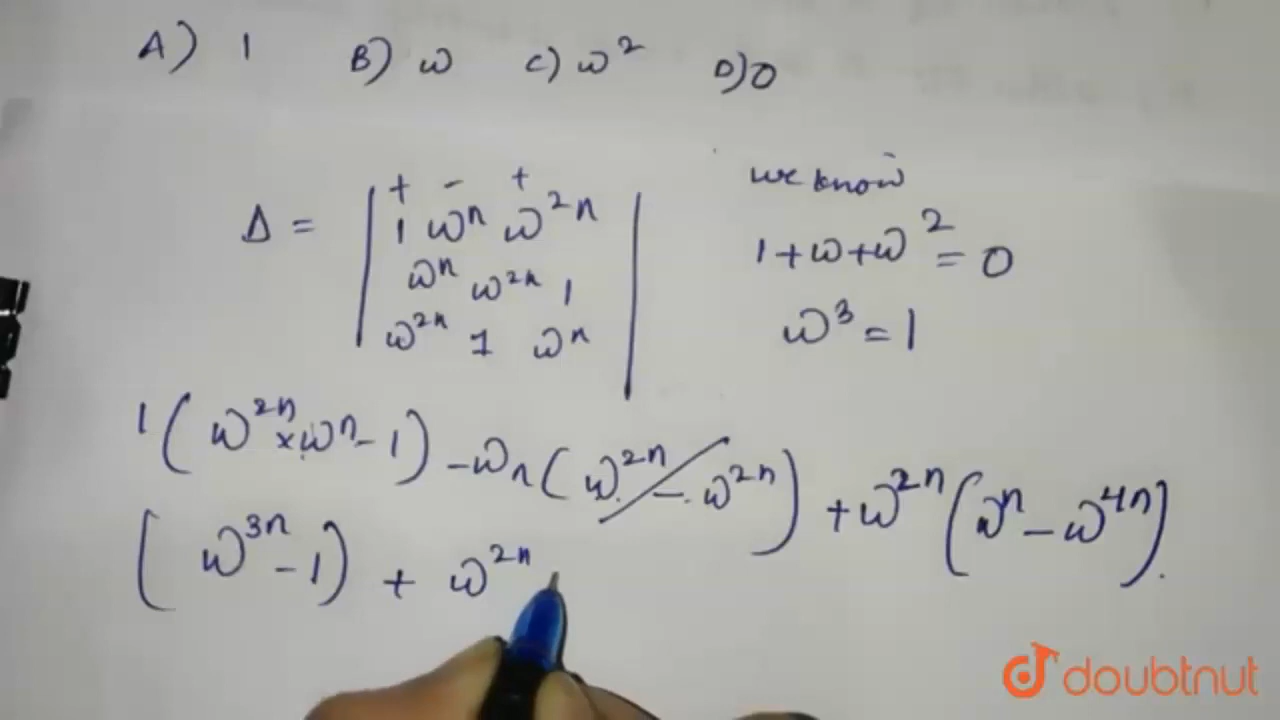 A) 1 B) ω C) ω² D) 0
+ - +
Δ = | 1 ωⁿ ω²ⁿ |
ωⁿ ω²ⁿ 1
ω²ⁿ 1 ωⁿ
we know
1 + ω + ω² = 0
ω³ = 1
1 ( ω²ⁿ × ωⁿ - 1 ) - ωn ( ω²ⁿ - ω²ⁿ ) + ω²ⁿ ( ωⁿ - ω⁴ⁿ ).
( ω³ⁿ - 1 ) + ω²ⁿ
doubtnut